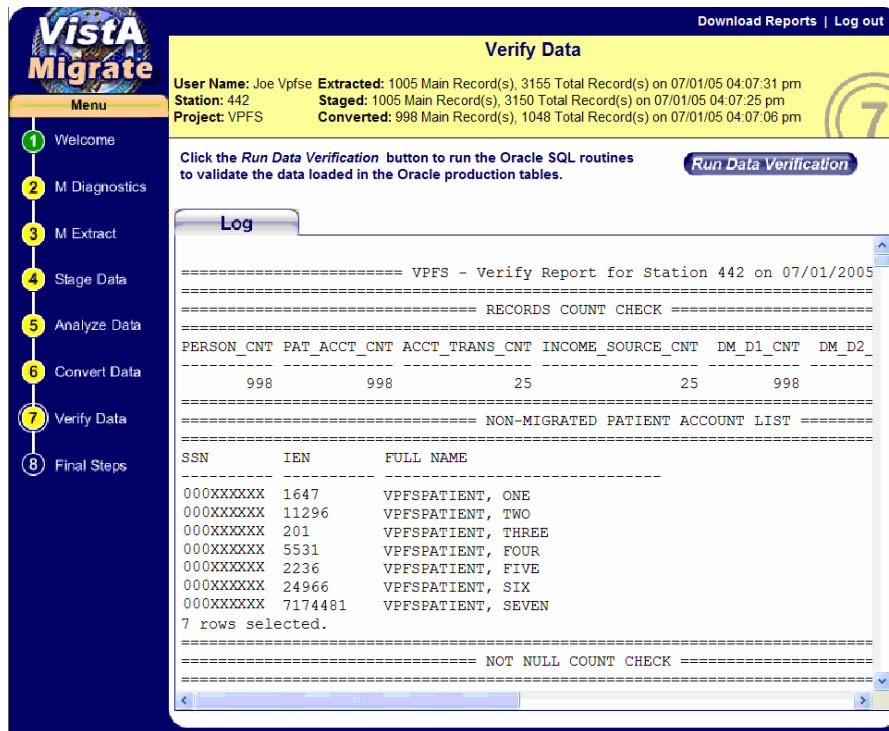 VistA
Migrate
Download Reports | Log out
Verify Data
User Name: Joe Vpfse Extracted: 1005 Main Record(s), 3155 Total Record(s) on 07/01/05 04:07:31 pm
Station: 442 Staged: 1005 Main Record(s), 3150 Total Record(s) on 07/01/05 04:07:25 pm
Project: VPFS Converted: 998 Main Record(s), 1048 Total Record(s) on 07/01/05 04:07:06 pm
7
Menu
1 Welcome
2 M Diagnostics
3 M Extract
4 Stage Data
5 Analyze Data
6 Convert Data
7 Verify Data
8 Final Steps
Click the Run Data Verification button to run the Oracle SQL routines
to validate the data loaded in the Oracle production tables.
Run Data Verification
Log
======================== VPFS - Verify Report for Station 442 on 07/01/2005
===========================================================================
================================ RECORDS COUNT CHECK ======================
===========================================================================
PERSON_CNT PAT_ACCT_CNT ACCT_TRANS_CNT INCOME_SOURCE_CNT DM_D1_CNT DM_D2_
---------- ------------ -------------- ----------------- ---------- -------
998 998 25 25 998
===========================================================================
================================ NON-MIGRATED PATIENT ACCOUNT LIST ========
===========================================================================
SSN IEN FULL NAME
---------- ---------- ------------------------------
000XXXXXX 1647 VPFSPATIENT, ONE
000XXXXXX 11296 VPFSPATIENT, TWO
000XXXXXX 201 VPFSPATIENT, THREE
000XXXXXX 5531 VPFSPATIENT, FOUR
000XXXXXX 2236 VPFSPATIENT, FIVE
000XXXXXX 24966 VPFSPATIENT, SIX
000XXXXXX 7174481 VPFSPATIENT, SEVEN
7 rows selected.
===========================================================================
================================ NOT NULL COUNT CHECK =====================
===========================================================================